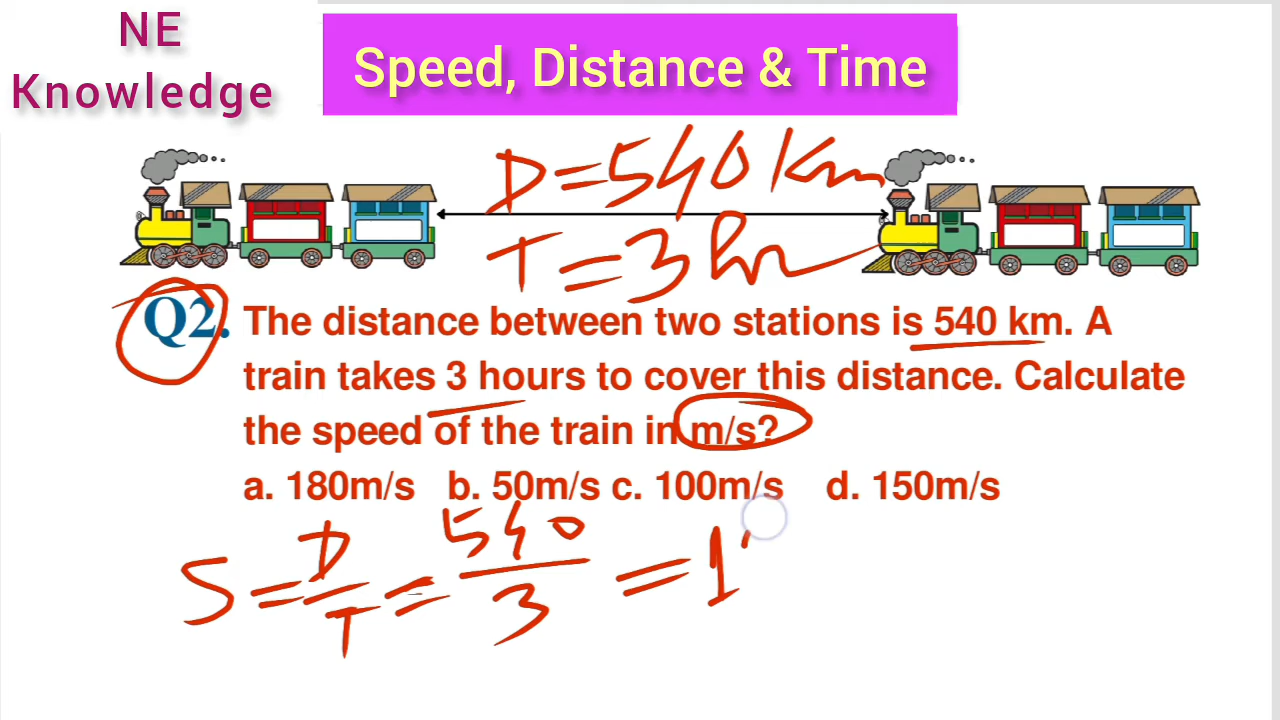 NE
Knowledge
Speed, Distance & Time
D=540 Km
T=3 hr
Q2. The distance between two stations is 540 km. A
train takes 3 hours to cover this distance. Calculate
the speed of the train in m/s?
a. 180m/s b. 50m/s c. 100m/s d. 150m/s
S=D/T=540/3=1